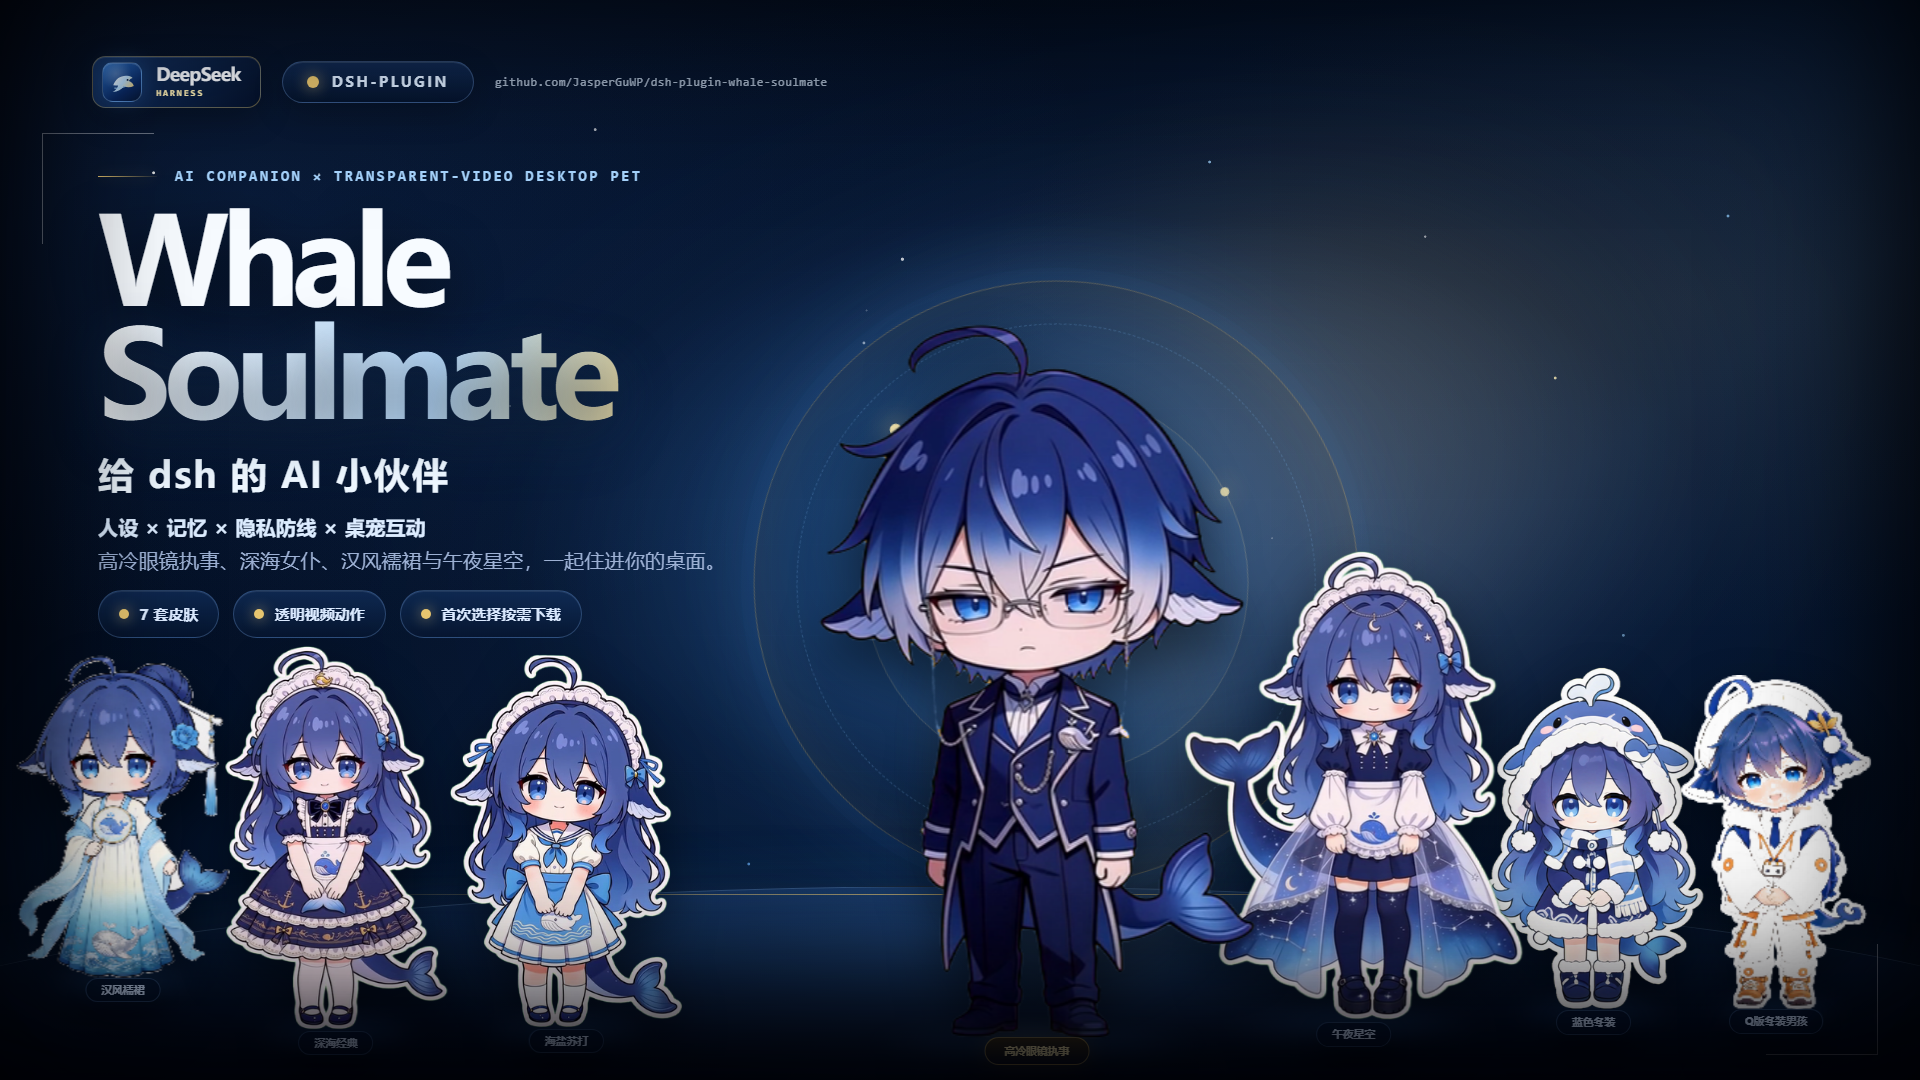 DeepSeek
HARNESS
DSH-PLUGIN
github.com/JasperGuWP/dsh-plugin-whale-soulmate
AI COMPANION × TRANSPARENT-VIDEO DESKTOP PET
Whale
Soulmate
给 dsh 的 AI 小伙伴
人设 × 记忆 × 隐私防线 × 桌宠互动
高冷眼镜执事、深海女仆、汉风襦裙与午夜星空，一起住进你的桌面。
7 套皮肤
透明视频动作
首次选择按需下载
汉风襦裙
深海经典
海盐苏打
高冷眼镜执事
午夜星空
蓝色冬装
Q版冬装男孩